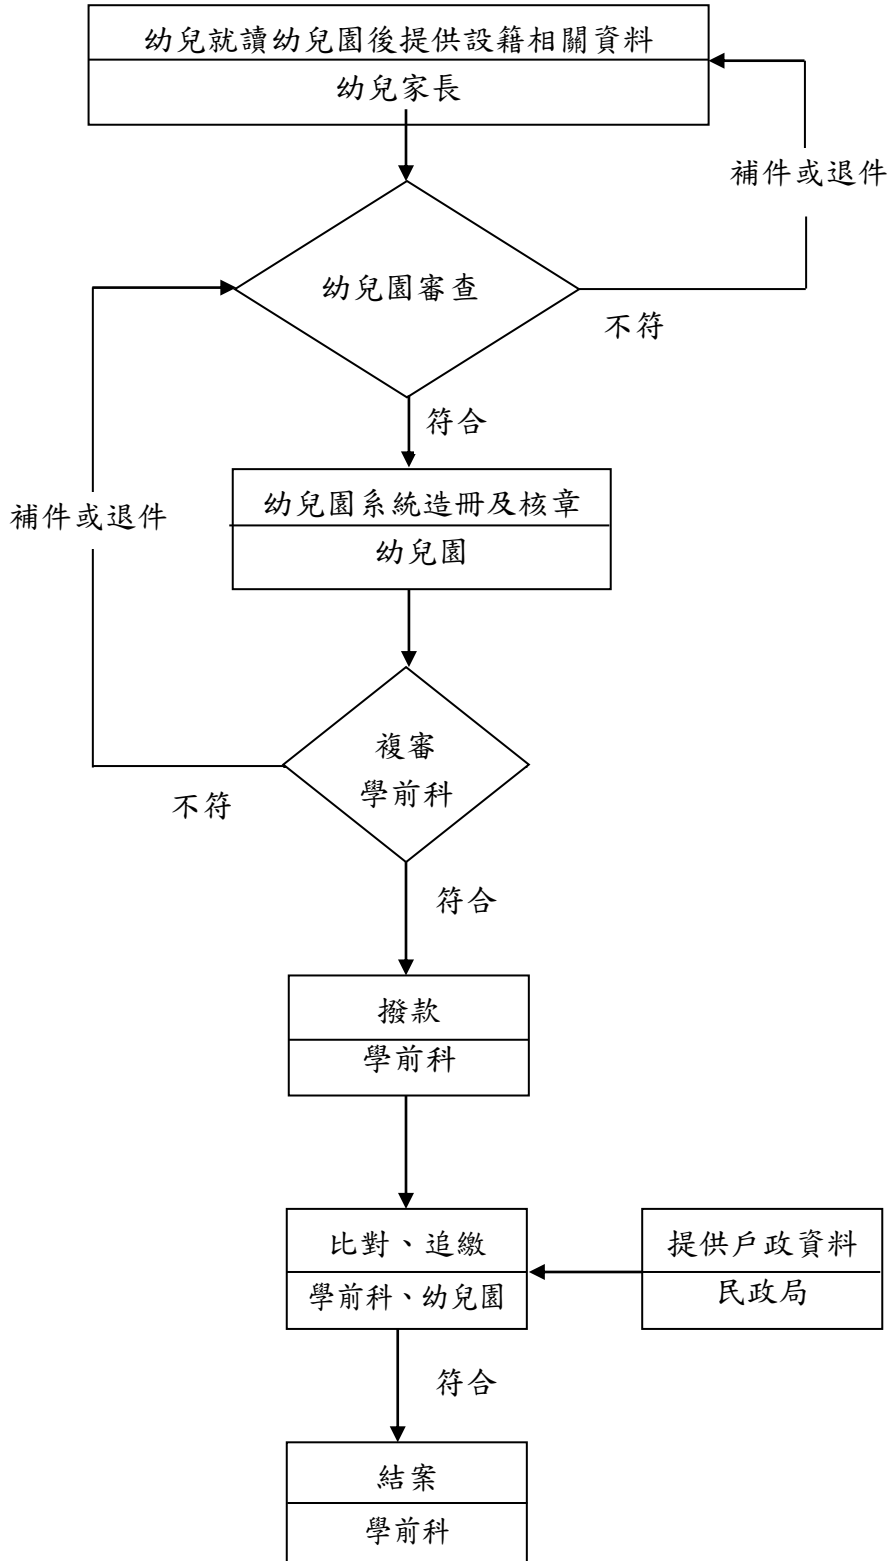 幼兒就讀幼兒園後提供設籍相關資料
幼兒家長
補件或退件
幼兒園審查
不符
符合
幼兒園系統造冊及核章
幼兒園
補件或退件
複審
學前科
不符
符合
撥款
學前科
比對、追繳
學前科、幼兒園
提供戶政資料
民政局
符合
結案
學前科